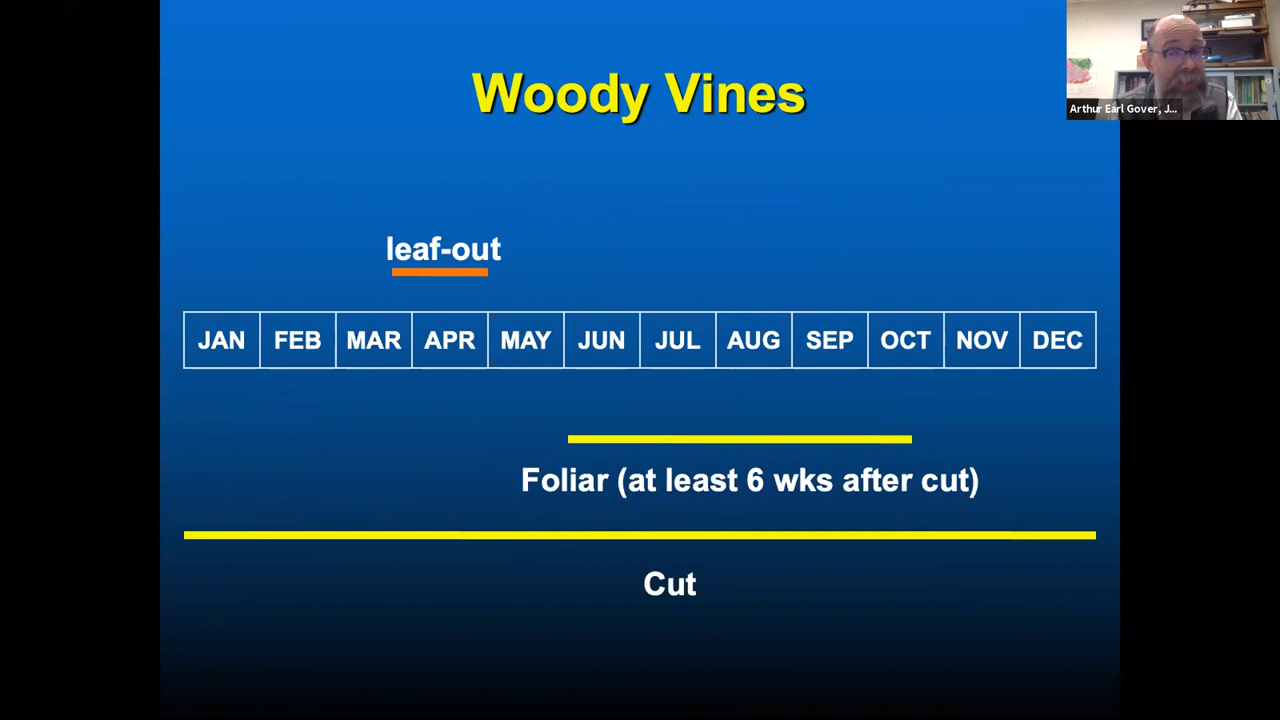 Woody Vines
Arthur Earl Gover, J...
leaf-out
JAN FEB MAR APR MAY JUN JUL AUG SEP OCT NOV DEC
Foliar (at least 6 wks after cut)
Cut